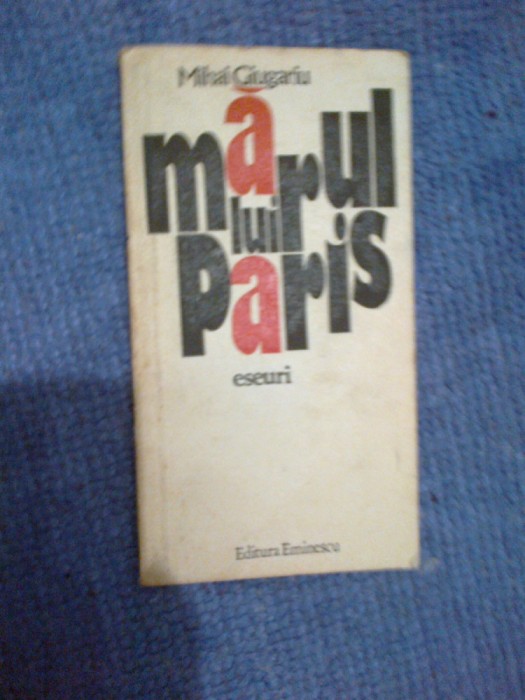 Mihai Giugariu
mărul
lui
paris
eseuri
Editura Eminescu